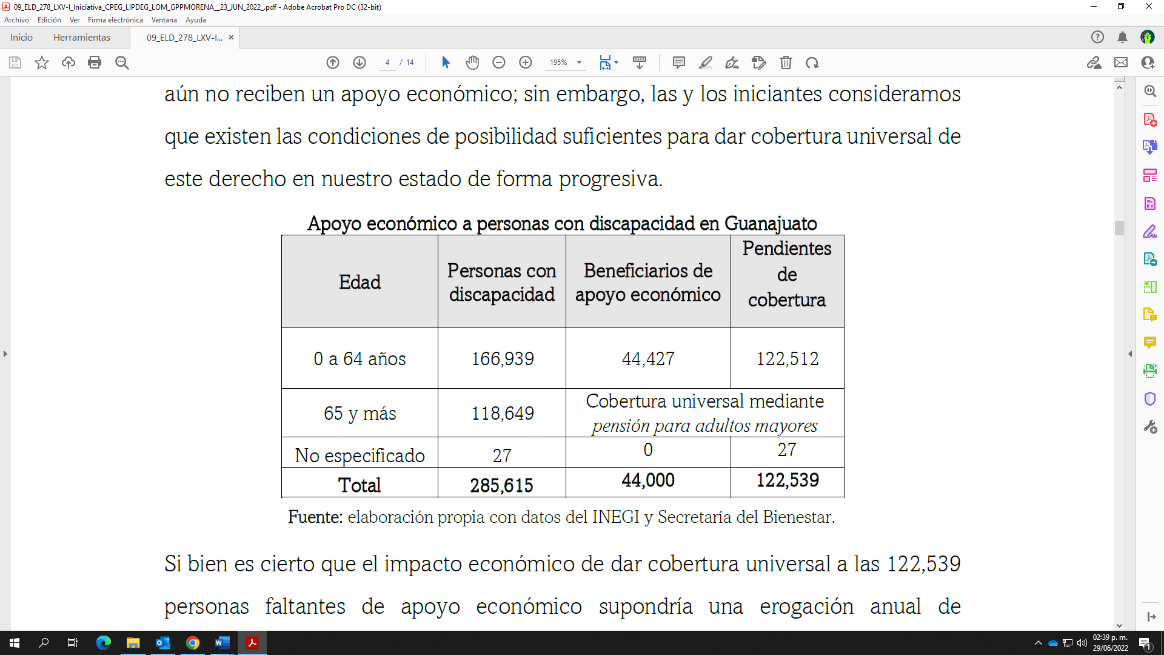 09_ELD_278_LXV-I_Iniciativa_CPEG_LIPDEG_LOM_GPPMORENA__23_JUN_2022_.pdf - Adobe Acrobat Pro DC (32-bit)
Archivo Edición Ver Firma electrónica Ventana Ayuda
Inicio Herramientas 09_ELD_278_LXV-I... ×
4 / 14 195%
aún no reciben un apoyo económico; sin embargo, las y los iniciantes consideramos
que existen las condiciones de posibilidad suficientes para dar cobertura universal de
este derecho en nuestro estado de forma progresiva.
Apoyo económico a personas con discapacidad en Guanajuato
Edad Personas con discapacidad Beneficiarios de apoyo económico Pendientes de cobertura
0 a 64 años 166,939 44,427 122,512
65 y más 118,649 Cobertura universal mediante pensión para adultos mayores
No especificado 27 0 27
Total 285,615 44,000 122,539
Fuente: elaboración propia con datos del INEGI y Secretaría del Bienestar.
Si bien es cierto que el impacto económico de dar cobertura universal a las 122,539
personas faltantes de apoyo económico supondría una erogación anual de
02:39 p. m.
29/06/2022